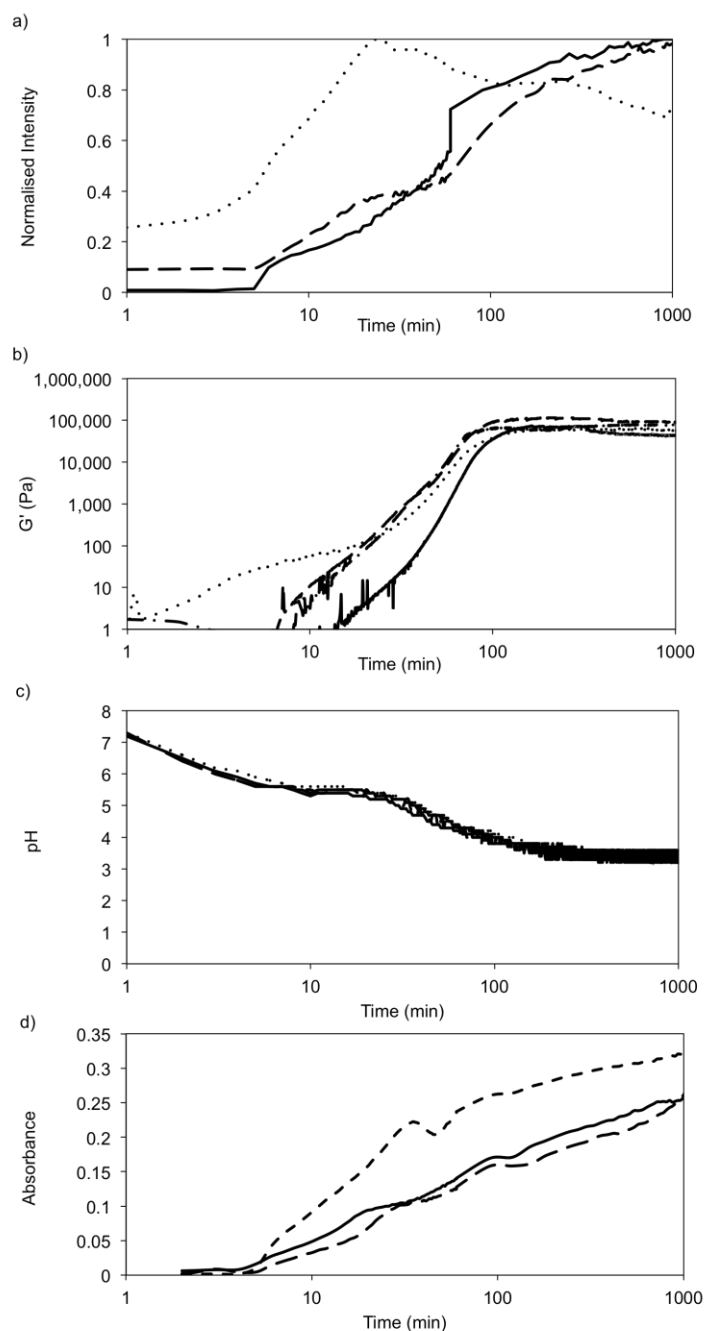 a)
1
0.8
0.6
0.4
0.2
0
Normalised Intensity
1 10 100 1000
Time (min)
b)
1,000,000
100,000
10,000
1,000
100
10
1
G' (Pa)
1 10 100 1000
Time (min)
c)
8
7
6
5
4
3
2
1
0
pH
1 10 100 1000
Time (min)
d)
0.35
0.3
0.25
0.2
0.15
0.1
0.05
0
Absorbance
1 10 100 1000
Time (min)